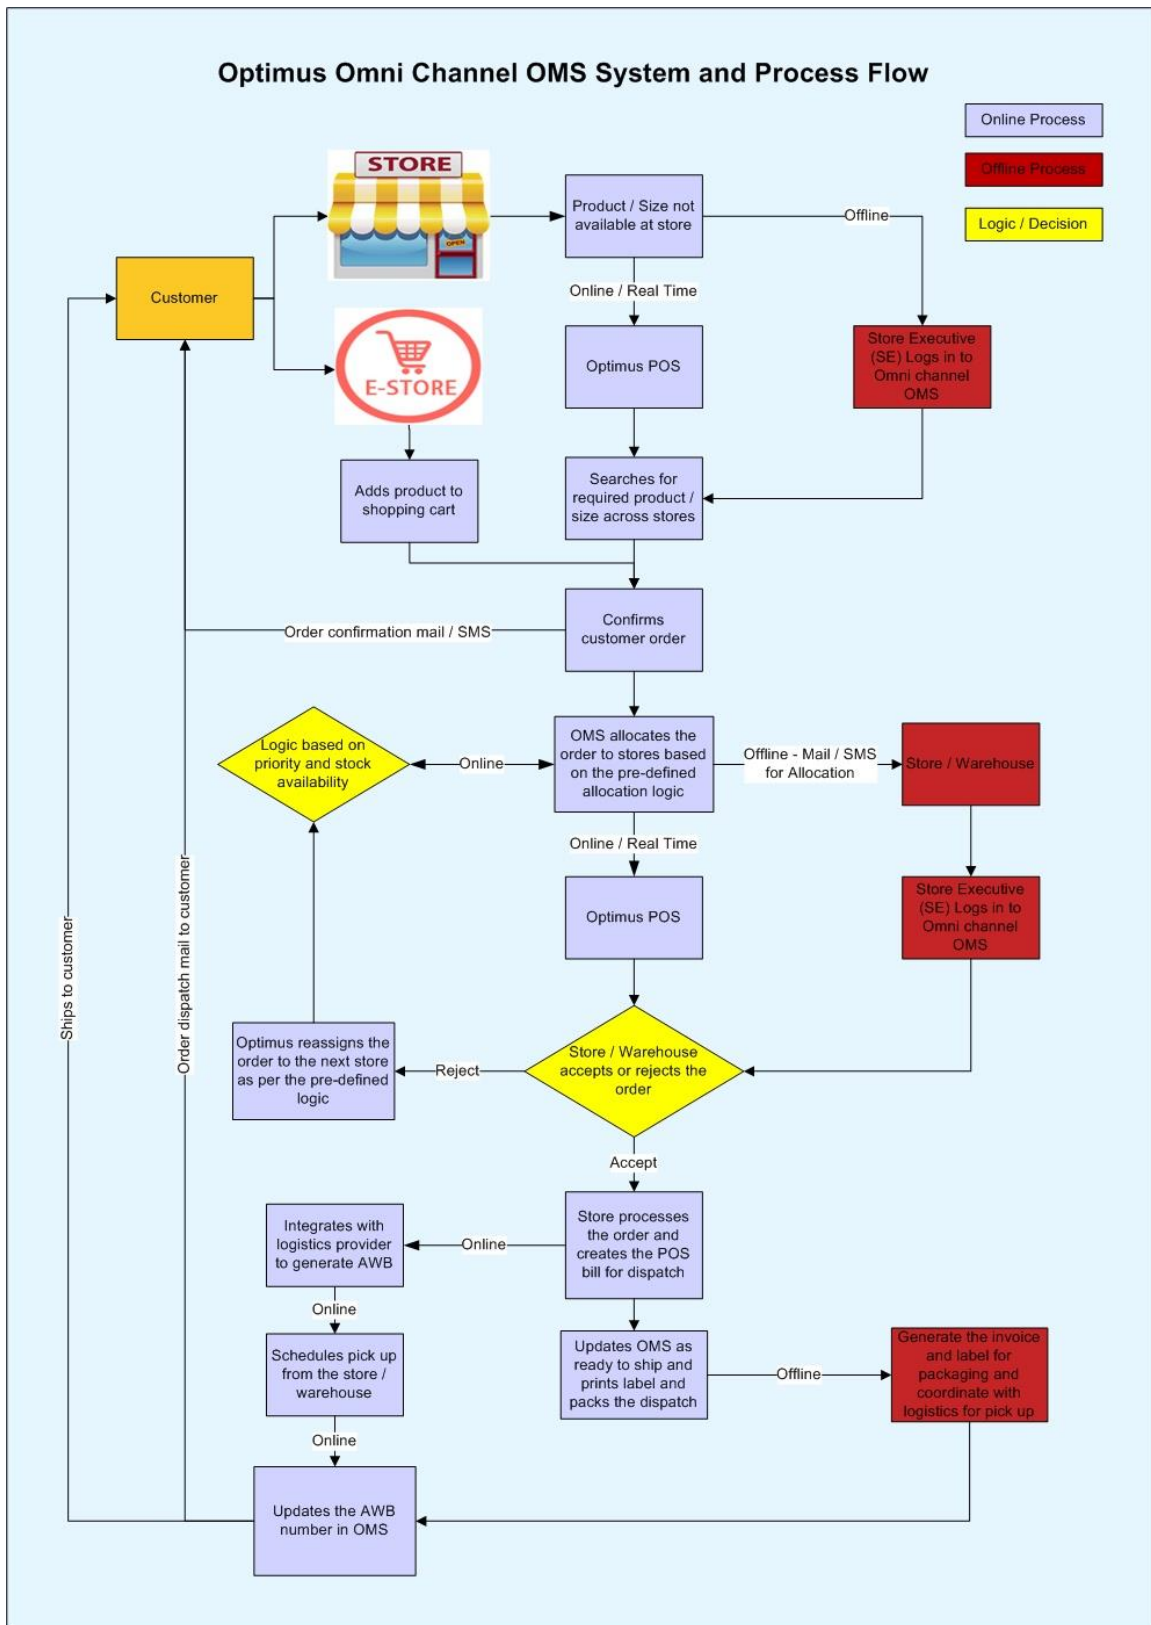 Optimus Omni Channel OMS System and Process Flow
Online Process
Offline Process
Logic / Decision
STORE
OPEN
Product / Size not
available at store
Offline
Customer
Online / Real Time
E-STORE
Optimus POS
Store Executive
(SE) Logs in to
Omni channel
OMS
Adds product to
shopping cart
Searches for
required product /
size across stores
Confirms
customer order
Order confirmation mail / SMS
Logic based on
priority and stock
availability
Online
OMS allocates the
order to stores based
on the pre-defined
allocation logic
Offline - Mail / SMS
for Allocation
Store / Warehouse
Online / Real Time
Optimus POS
Store Executive
(SE) Logs in to
Omni channel
OMS
Ships to customer
Order dispatch mail to customer
Optimus reassigns the
order to the next store
as per the pre-defined
logic
Reject
Store / Warehouse
accepts or rejects the
order
Accept
Integrates with
logistics provider
to generate AWB
Online
Store processes
the order and
creates the POS
bill for dispatch
Online
Schedules pick up
from the store /
warehouse
Updates OMS as
ready to ship and
prints label and
packs the dispatch
Offline
Generate the invoice
and label for
packaging and
coordinate with
logistics for pick up
Online
Updates the AWB
number in OMS